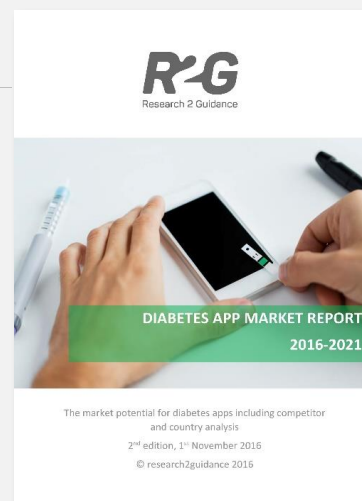 R2G
Research 2 Guidance
DIABETES APP MARKET REPORT
2016-2021
The market potential for diabetes apps including competitor
and country analysis
2nd edition, 1st November 2016
© research2guidance 2016